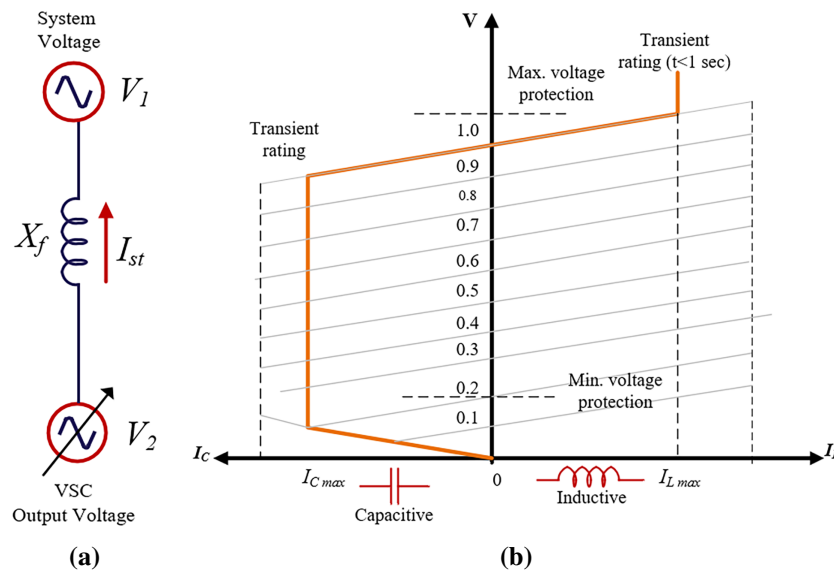 System
Voltage
V1
Xf
Ist
V2
VSC
Output Voltage
(a)
V
Transient
rating (t<1 sec)
Max. voltage
protection
Transient
rating
1.0
0.9
0.8
0.7
0.6
0.5
0.4
0.3
0.2
0.1
Min. voltage
protection
IC
IC max
0
IL max
Capacitive
Inductive
(b)